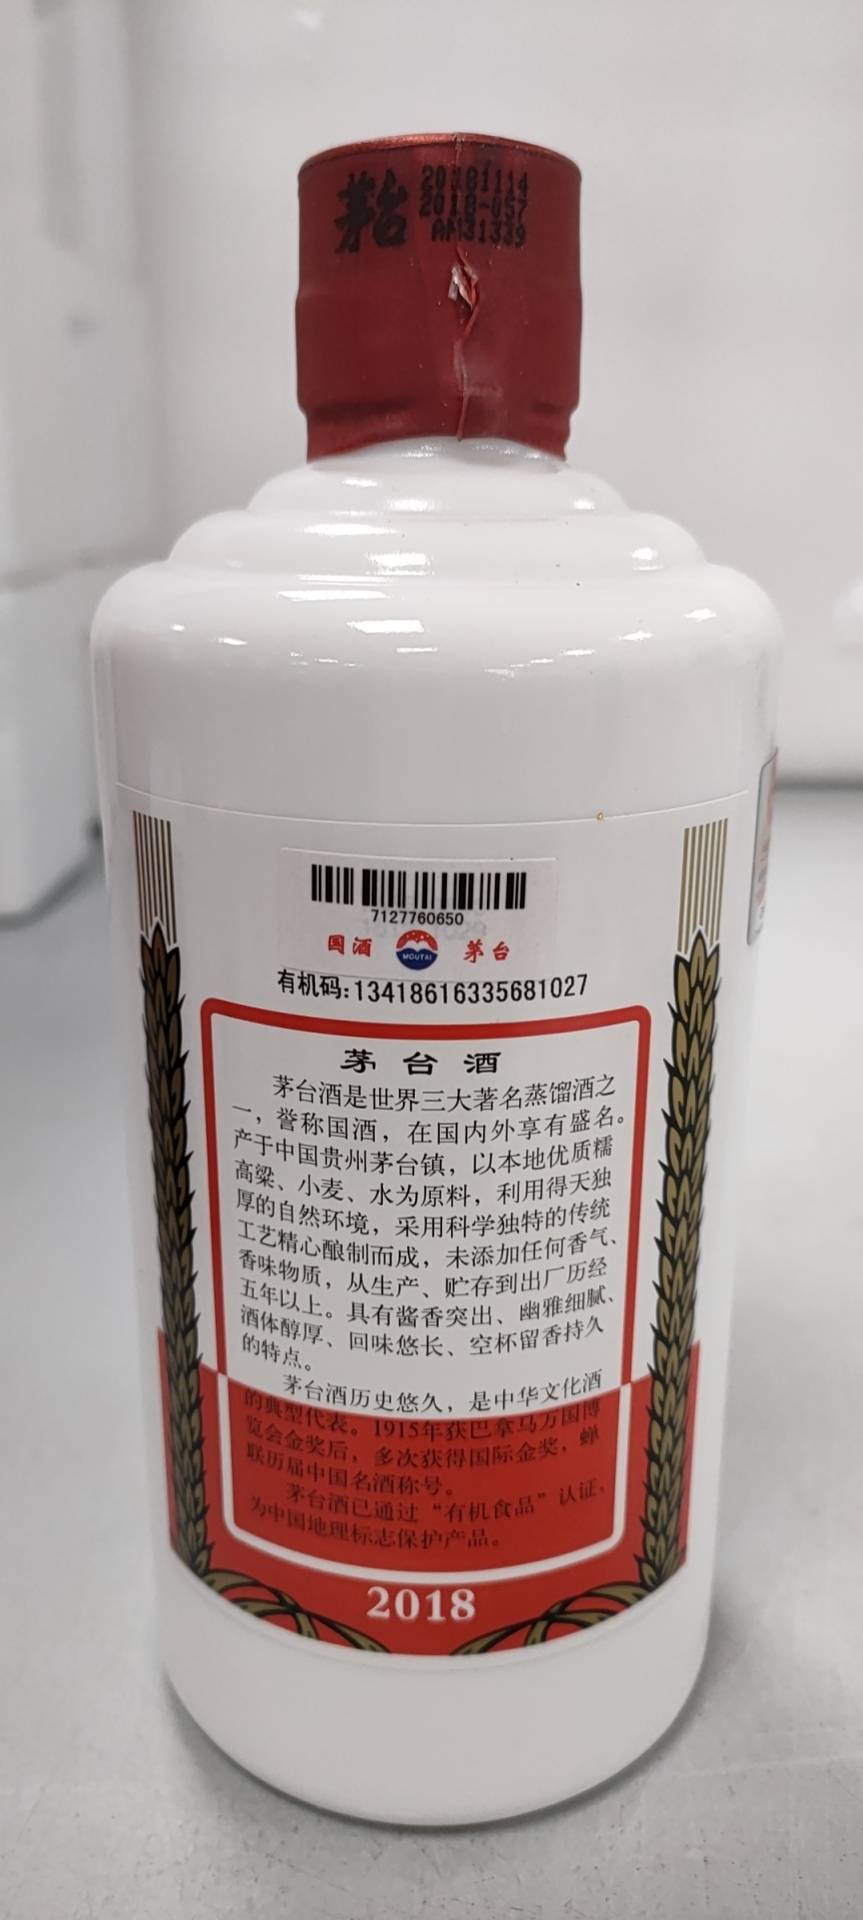 茅台
20181114
2018-057
AM31339
7127760650
国酒 MOUTAI 茅台
有机码:13418616335681027
茅台酒
茅台酒是世界三大著名蒸馏酒之
一，誉称国酒，在国内外享有盛名。
产于中国贵州茅台镇，以本地优质糯
高粱、小麦、水为原料，利用得天独
厚的自然环境，采用科学独特的传统
工艺精心酿制而成，未添加任何香气、
香味物质，从生产、贮存到出厂历经
五年以上。具有酱香突出、幽雅细腻、
酒体醇厚、回味悠长、空杯留香持久
的特点。
茅台酒历史悠久，是中华文化酒
的典型代表。1915年获巴拿马万国博
览会金奖后，多次获得国际金奖，蝉
联历届中国名酒称号。
茅台酒已通过“有机食品”认证，
为中国地理标志保护产品。
2018